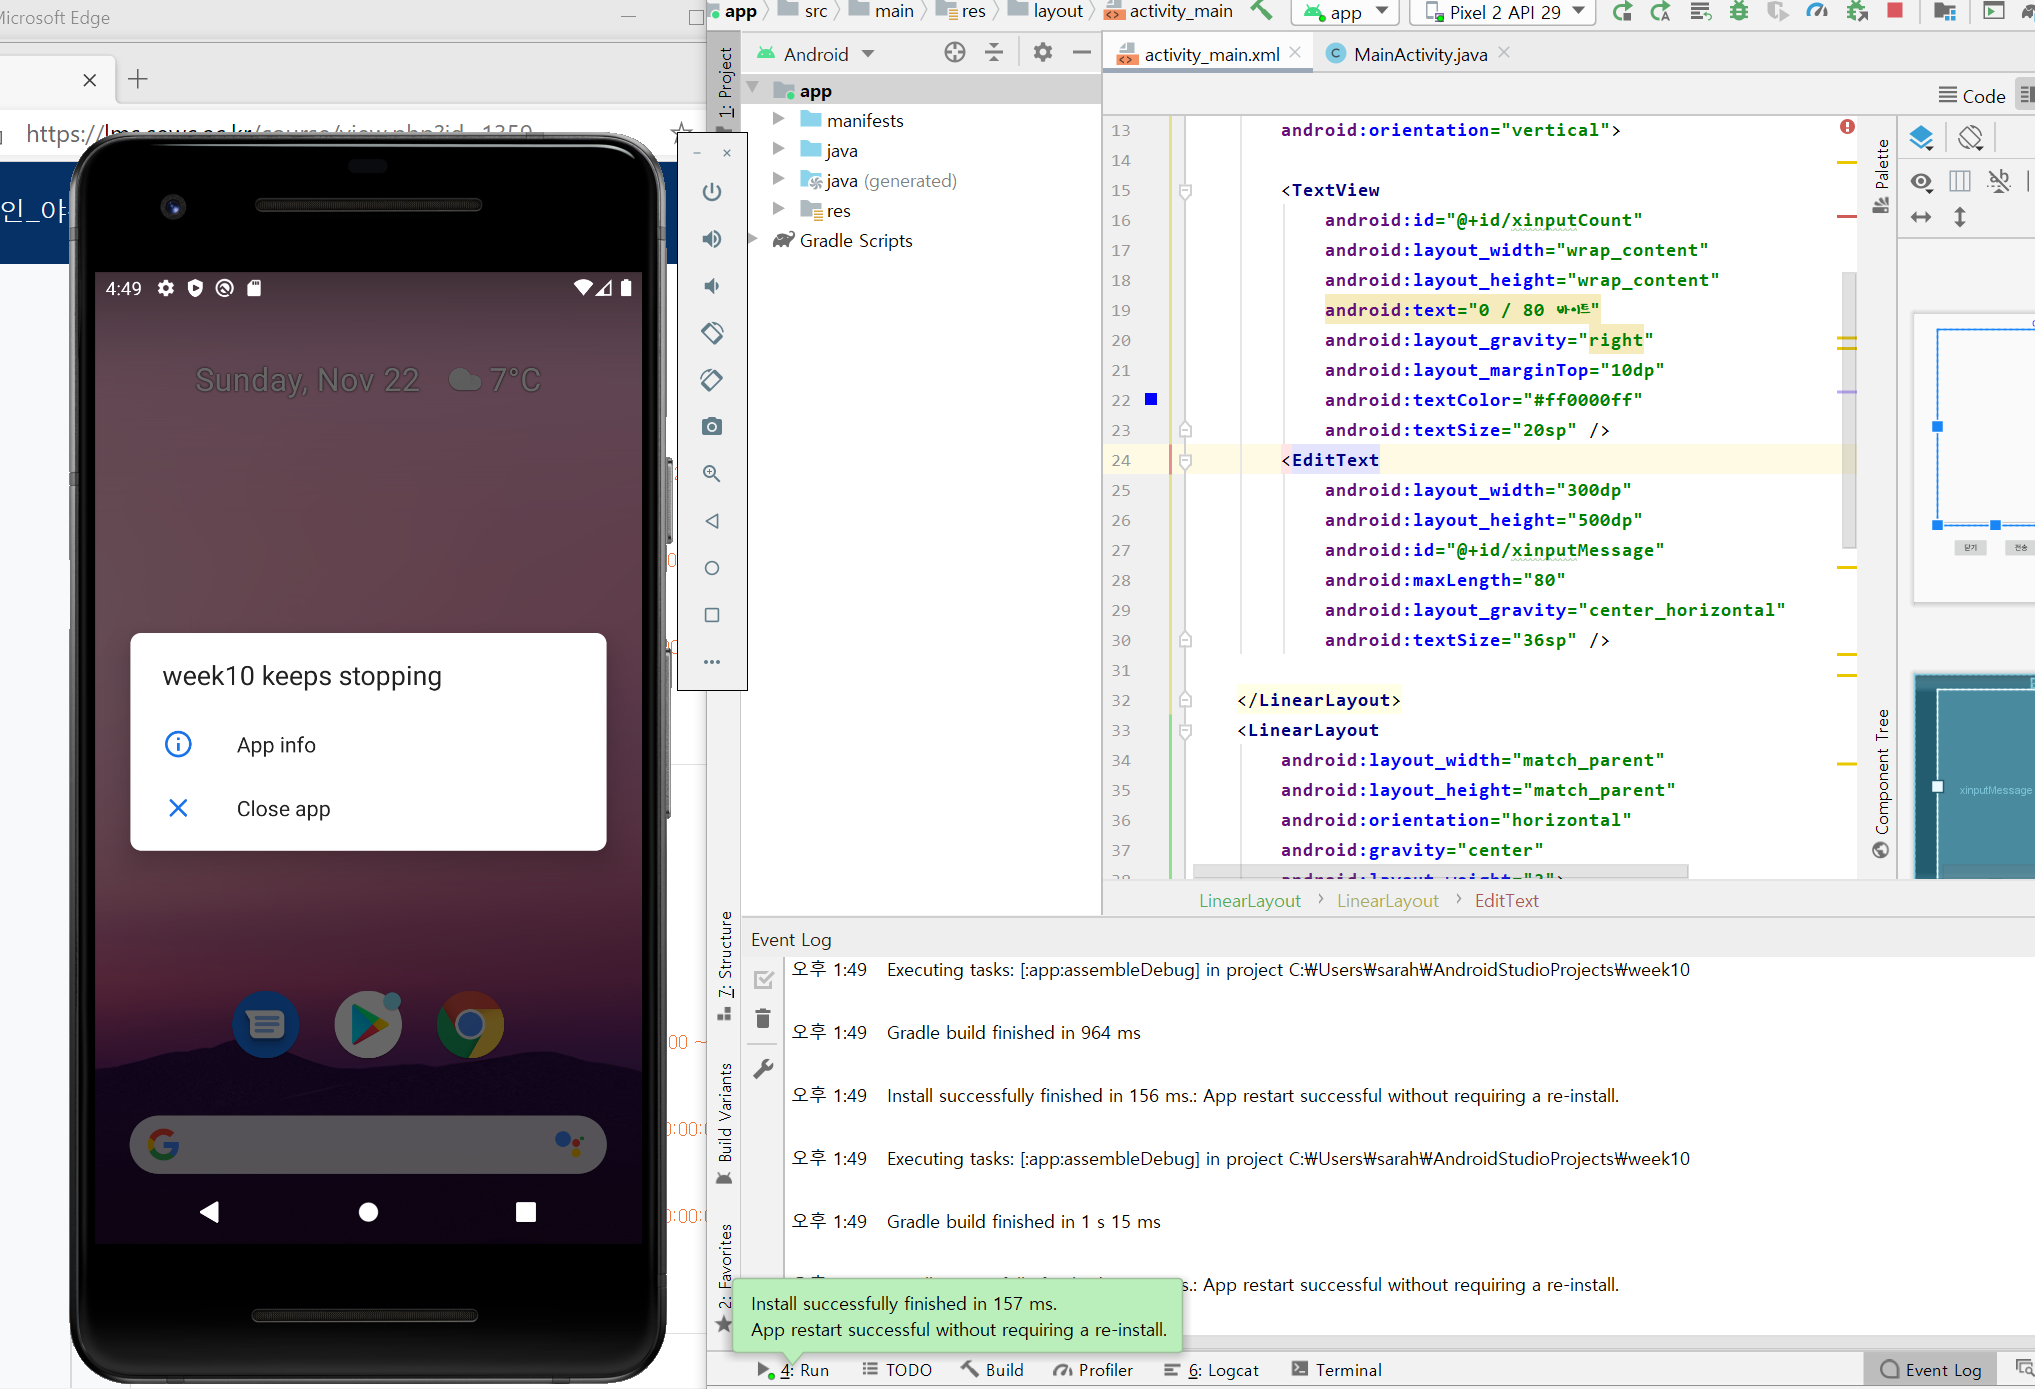 Microsoft Edge
https://lms.
인_
4:49
Sunday, Nov 22 7°C
week10 keeps stopping
App info
Close app
app src main res layout activity_main app Pixel 2 API 29
1: Project
Android
app
manifests
java
java (generated)
res
Gradle Scripts
7: Structure
Build Variants
2: Favorites
activity_main.xml MainActivity.java
Code
13 android:orientation="vertical">
14
15 <TextView
16 android:id="@+id/xinputCount"
17 android:layout_width="wrap_content"
18 android:layout_height="wrap_content"
19 android:text="0 / 80 바이트"
20 android:layout_gravity="right"
21 android:layout_marginTop="10dp"
22 android:textColor="#ff0000ff"
23 android:textSize="20sp" />
24 <EditText
25 android:layout_width="300dp"
26 android:layout_height="500dp"
27 android:id="@+id/xinputMessage"
28 android:maxLength="80"
29 android:layout_gravity="center_horizontal"
30 android:textSize="36sp" />
31
32 </LinearLayout>
33 <LinearLayout
34 android:layout_width="match_parent"
35 android:layout_height="match_parent"
36 android:orientation="horizontal"
37 android:gravity="center"
LinearLayout > LinearLayout > EditText
Palette
Component Tree
닫기 전송
xinputMessage
Event Log
오후 1:49 Executing tasks: [:app:assembleDebug] in project C:₩Users₩sarah₩AndroidStudioProjects₩week10
오후 1:49 Gradle build finished in 964 ms
오후 1:49 Install successfully finished in 156 ms.: App restart successful without requiring a re-install.
오후 1:49 Executing tasks: [:app:assembleDebug] in project C:₩Users₩sarah₩AndroidStudioProjects₩week10
오후 1:49 Gradle build finished in 1 s 15 ms
s.: App restart successful without requiring a re-install.
Install successfully finished in 157 ms.
App restart successful without requiring a re-install.
4: Run TODO Build Profiler 6: Logcat Terminal Event Log